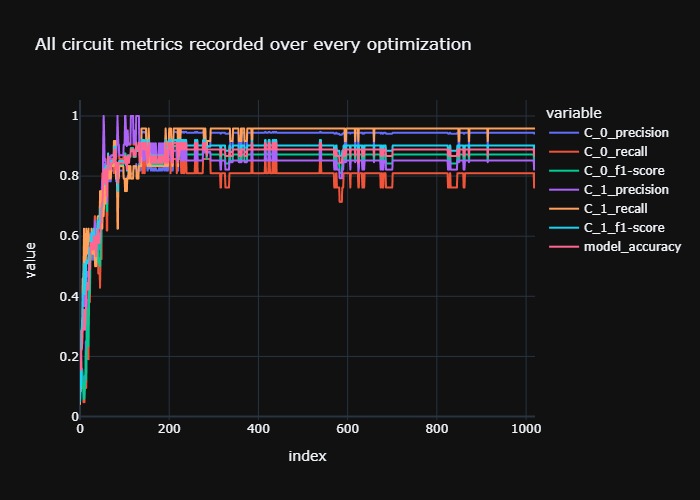 All circuit metrics recorded over every optimization
variable
C_0_precision
C_0_recall
C_0_f1-score
C_1_precision
C_1_recall
C_1_f1-score
model_accuracy
value
1
0.8
0.6
0.4
0.2
0
0 200 400 600 800 1000
index